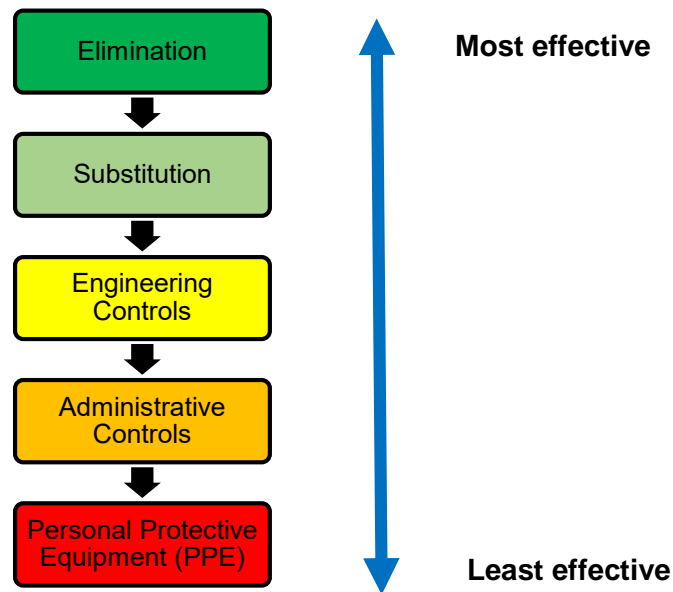 Elimination
Most effective
Substitution
Engineering
Controls
Administrative
Controls
Personal Protective
Equipment (PPE)
Least effective